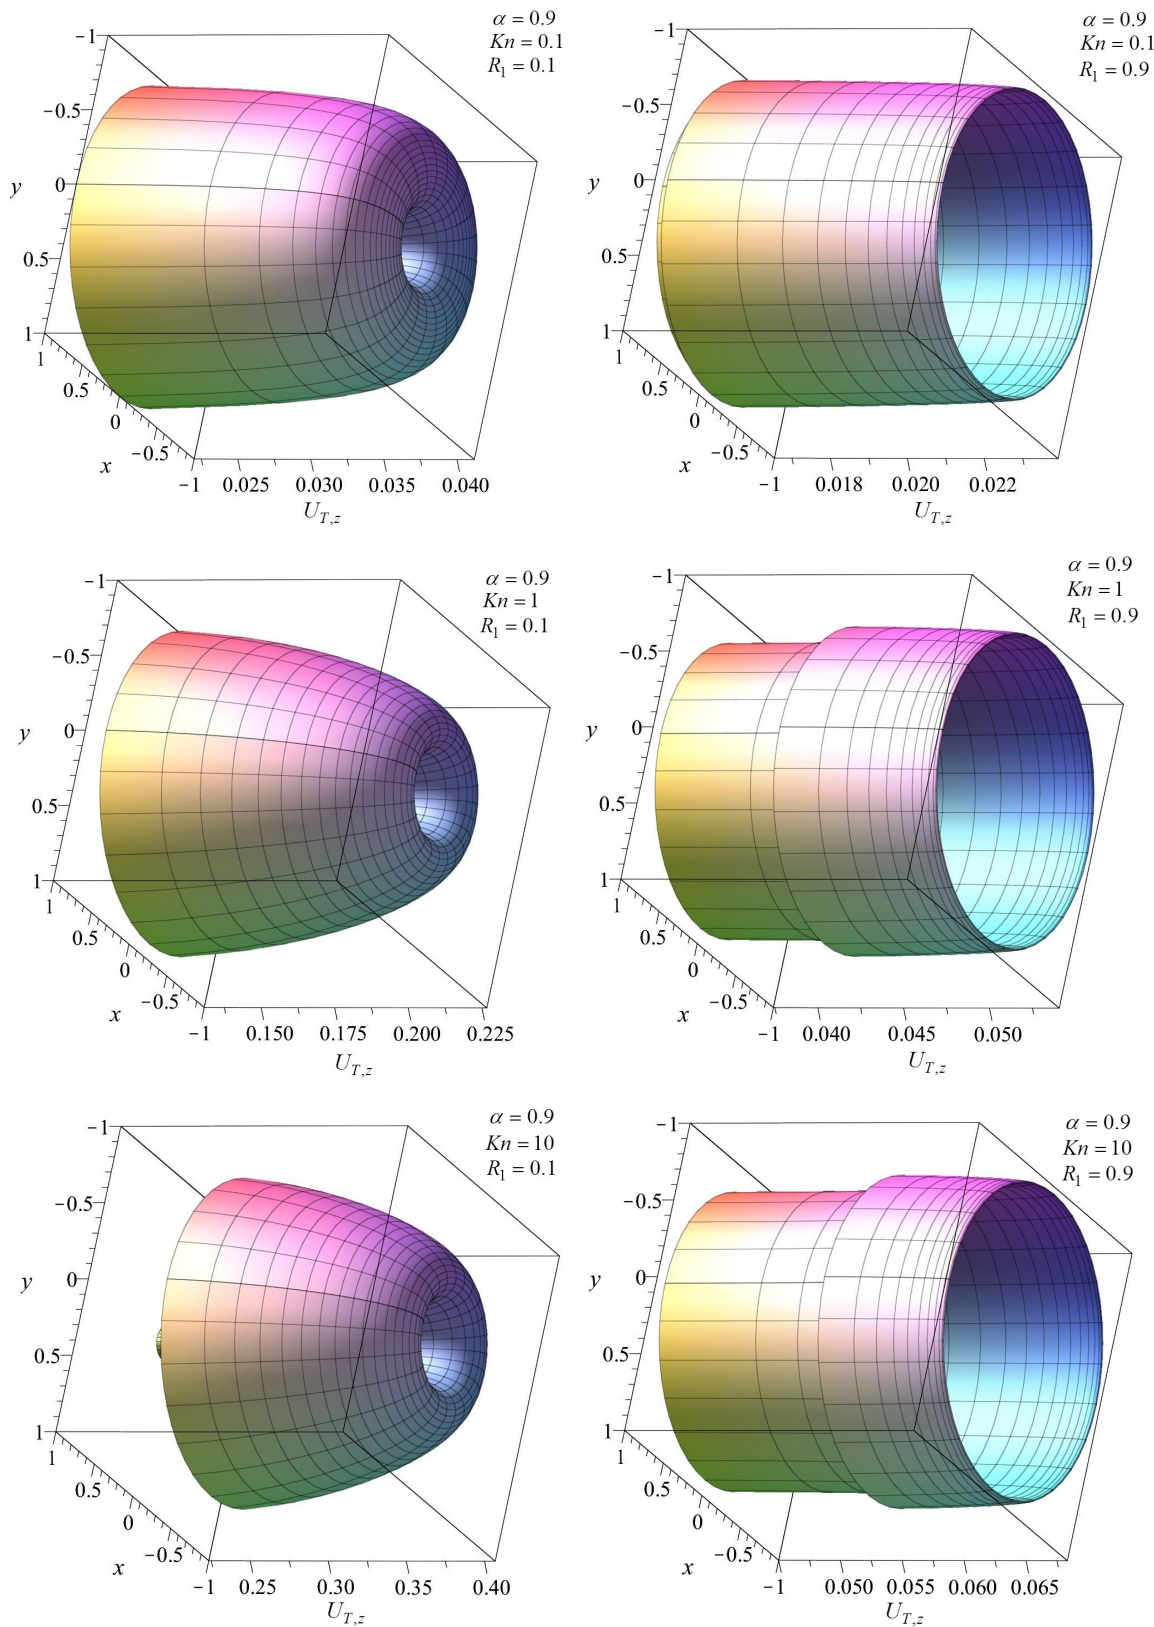 α = 0.9
Kn = 0.1
R₁ = 0.1
−1
−0.5
y 0
0.5
1
1
0.5
0
x −0.5
−1 0.025 0.030 0.035 0.040
U_T,z
α = 0.9
Kn = 0.1
R₁ = 0.9
−1
−0.5
y 0
0.5
1
1
0.5
0
x −0.5
−1 0.018 0.020 0.022
U_T,z
α = 0.9
Kn = 1
R₁ = 0.1
−1
−0.5
y 0
0.5
1
1
0.5
0
x −0.5
−1 0.150 0.175 0.200 0.225
U_T,z
α = 0.9
Kn = 1
R₁ = 0.9
−1
−0.5
y 0
0.5
1
1
0.5
0
x −0.5
−1 0.040 0.045 0.050
U_T,z
α = 0.9
Kn = 10
R₁ = 0.1
−1
−0.5
y 0
0.5
1
1
0.5
0
x −0.5
−1 0.25 0.30 0.35 0.40
U_T,z
α = 0.9
Kn = 10
R₁ = 0.9
−1
−0.5
y 0
0.5
1
1
0.5
0
x −0.5
−1 0.050 0.055 0.060 0.065
U_T,z